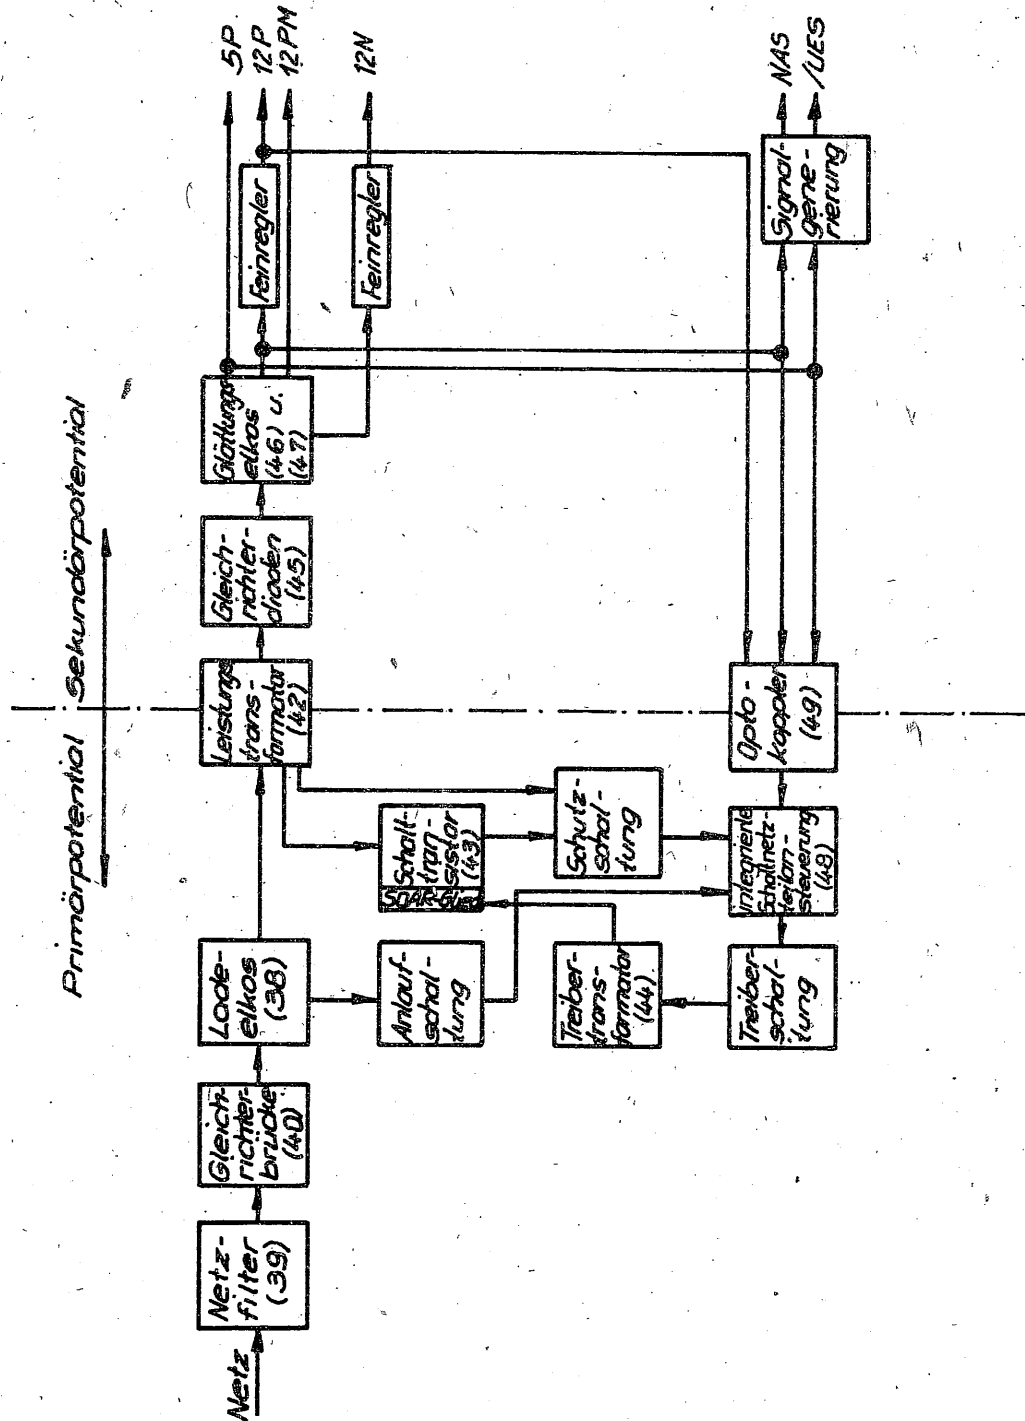 Primärpotential Sekundärpotential
Netz
Netz-
filter
(39)
Gleich-
richter-
brücke
(40)
Lade-
elkos
(38)
Leistungs
trans-
formator
(42)
Gleich-
richter-
dioden
(45)
Glättungs
elkos
(46) u.
(47)
Feinregler
5P
12P
12PM
Feinregler
12N
Anlauf-
schal-
tung
SOAR-Glied
Schalt-
tran-
sistor
(43)
Treiber-
trans-
formator
(44)
Schutz-
schal-
tung
Treiber-
schal-
tung
integrierte
Schaltnetz-
teilan-
steuerung
(48)
Opto-
koppler
(49)
Signal-
gene-
rierung
NAS
/UES